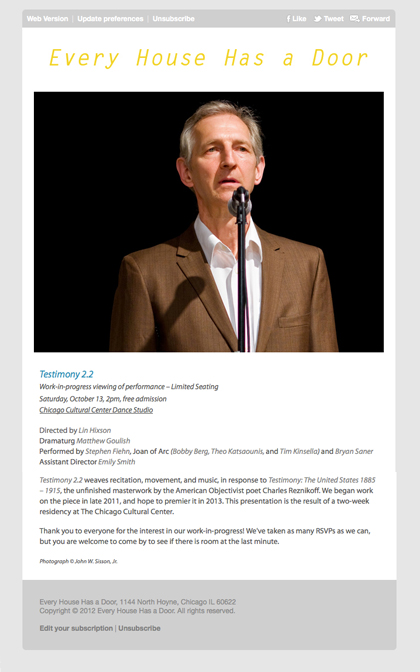 Web Version | Update preferences | Unsubscribe
Like Tweet Forward
Every House Has a Door
Testimony 2.2
Work-in-progress viewing of performance – Limited Seating
Saturday, October 13, 2pm, free admission
Chicago Cultural Center Dance Studio
Directed by Lin Hixson
Dramaturg Matthew Goulish
Performed by Stephen Fiehn, Joan of Arc (Bobby Berg, Theo Katsaounis, and Tim Kinsella) and Bryan Saner
Assistant Director Emily Smith
Testimony 2.2 weaves recitation, movement, and music, in response to Testimony: The United States 1885
– 1915, the unfinished masterwork by the American Objectivist poet Charles Reznikoff. We began work
on the piece in late 2011, and hope to premier it in 2013. This presentation is the result of a two-week
residency at The Chicago Cultural Center.
Thank you to everyone for the interest in our work-in-progress! We've taken as many RSVPs as we can,
but you are welcome to come by to see if there is room at the last minute.
Photograph © John W. Sisson, Jr.
Every House Has a Door, 1144 North Hoyne, Chicago IL 60622
Copyright © 2012 Every House Has a Door. All rights reserved.
Edit your subscription | Unsubscribe